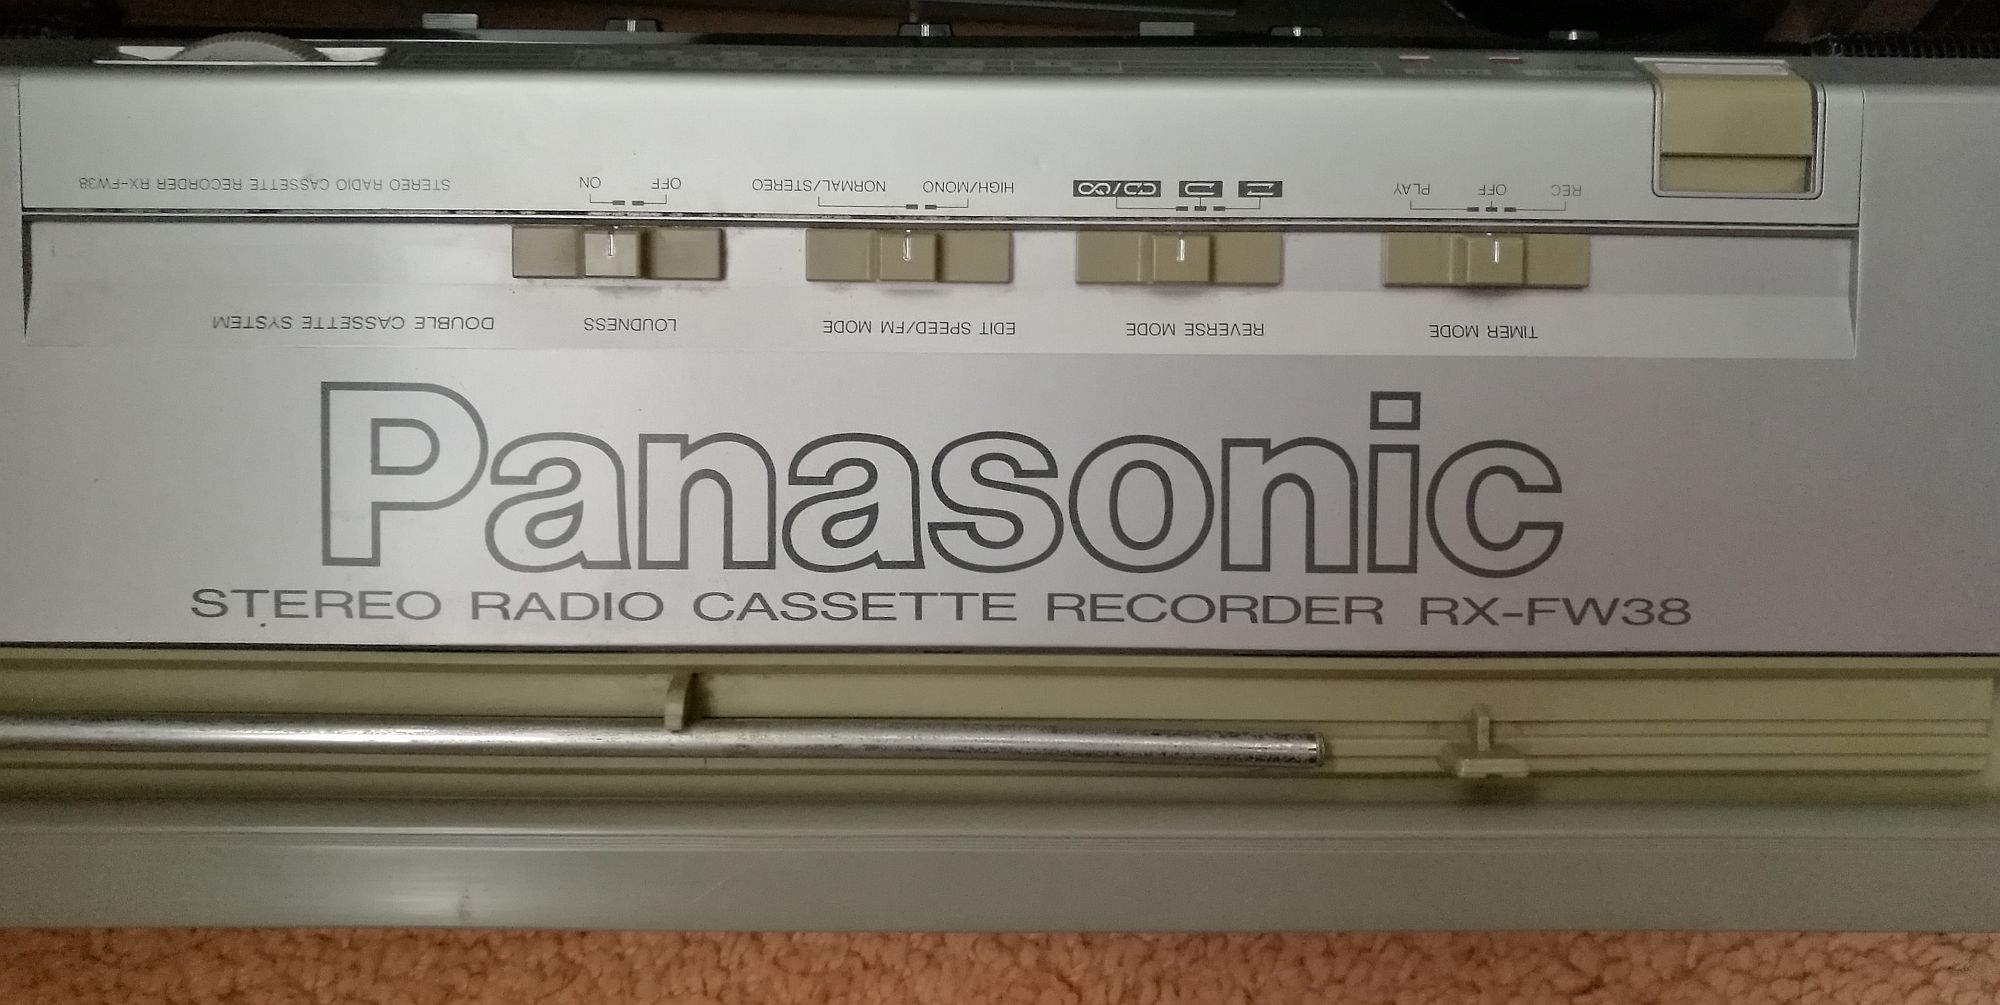 Panasonic
STEREO RADIO CASSETTE RECORDER RX-FW38
TIMER MODE REVERSE MODE EDIT SPEED/FM MODE LOUDNESS DOUBLE CASSETTE SYSTEM
REC OFF PLAY HIGH/MONO NORMAL/STEREO OFF ON STEREO RADIO CASSETTE RECORDER RX-FW38